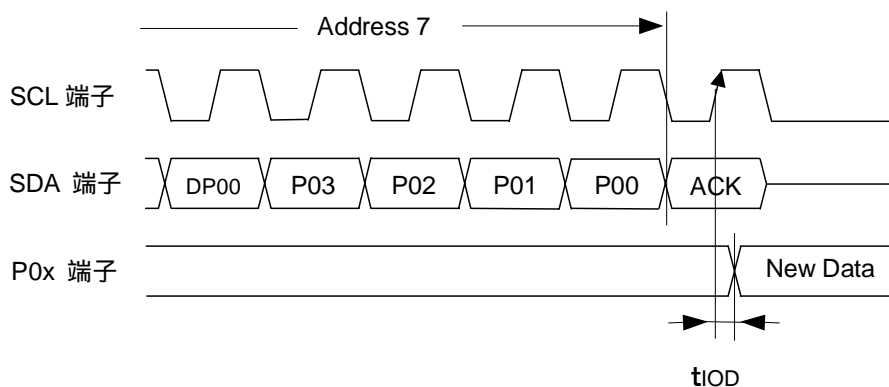 Address 7
SCL 端子
SDA 端子 DP00 P03 P02 P01 P00 ACK
P0x 端子 New Data
tIOD